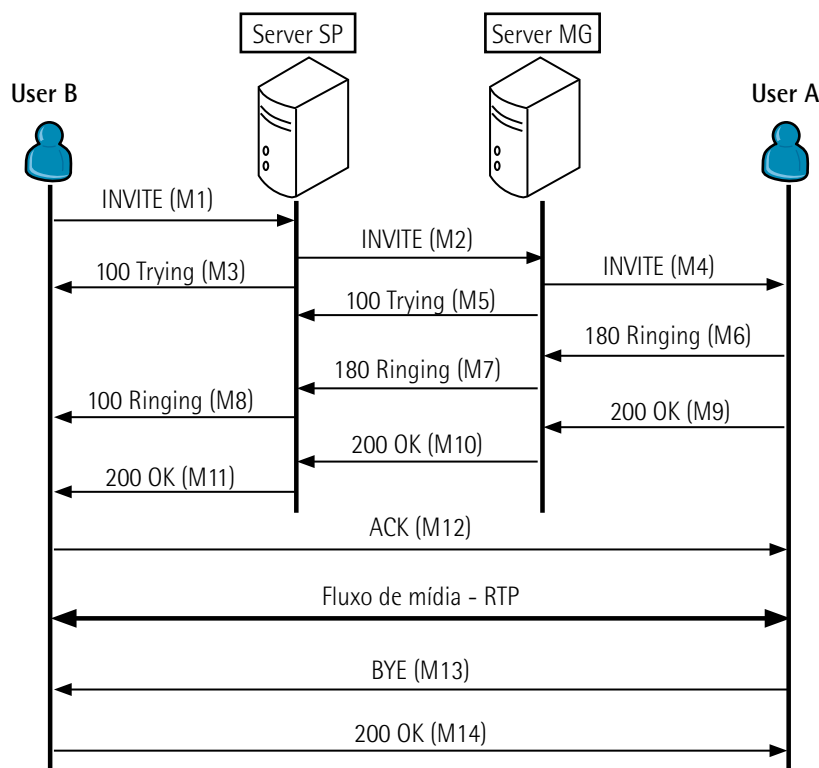 Server SP
Server MG
User B
User A
INVITE (M1)
INVITE (M2)
100 Trying (M3)
INVITE (M4)
100 Trying (M5)
180 Ringing (M6)
180 Ringing (M7)
100 Ringing (M8)
200 OK (M9)
200 OK (M10)
200 OK (M11)
ACK (M12)
Fluxo de mídia - RTP
BYE (M13)
200 OK (M14)